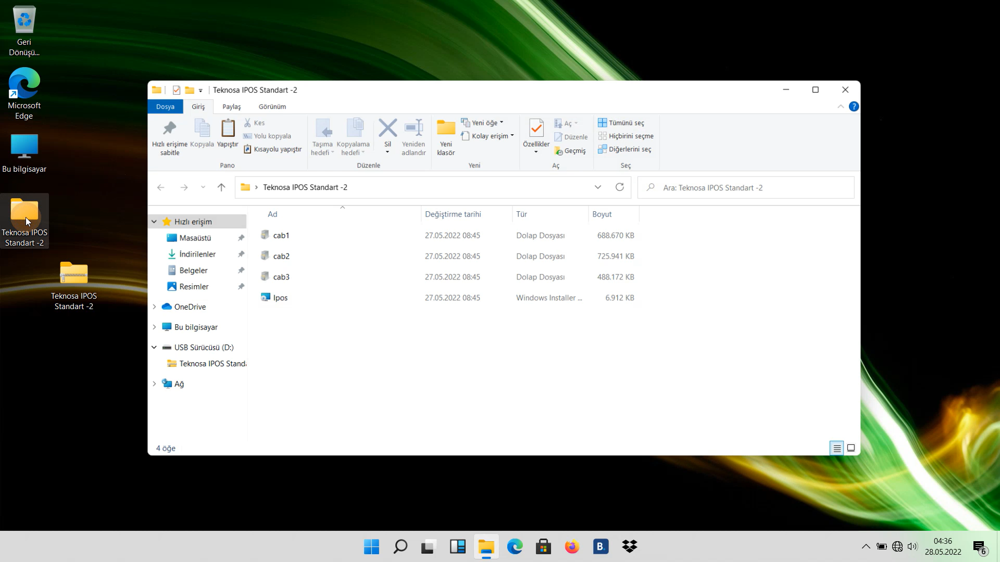 Geri
Dönüşü...
Microsoft
Edge
Bu bilgisayar
Teknosa IPOS
Standart -2
Teknosa IPOS
Standart -2
Teknosa IPOS Standart -2
Dosya
Giriş
Paylaş
Görünüm
?
Hızlı erişime
sabitle
Kopyala
Yapıştır
Kes
Yolu kopyala
Kısayolu yapıştır
Pano
Taşıma
hedefi
Kopyalama
hedefi
Sil
Yeniden
adlandır
Düzenle
Yeni
klasör
Yeni öğe
Kolay erişim
Yeni
Özellikler
Aç
Düzenle
Geçmiş
Aç
Tümünü seç
Hiçbirini seçme
Diğerlerini seç
Seç
Teknosa IPOS Standart -2
Ara: Teknosa IPOS Standart -2
Hızlı erişim
Masaüstü
İndirilenler
Belgeler
Resimler
OneDrive
Bu bilgisayar
USB Sürücüsü (D:)
Teknosa IPOS Standa
Ağ
Ad Değiştirme tarihi Tür Boyut
cab1 27.05.2022 08:45 Dolap Dosyası 688.670 KB
cab2 27.05.2022 08:45 Dolap Dosyası 725.941 KB
cab3 27.05.2022 08:45 Dolap Dosyası 488.172 KB
Ipos 27.05.2022 08:45 Windows Installer ... 6.912 KB
4 öğe
B.
04:36
28.05.2022
6